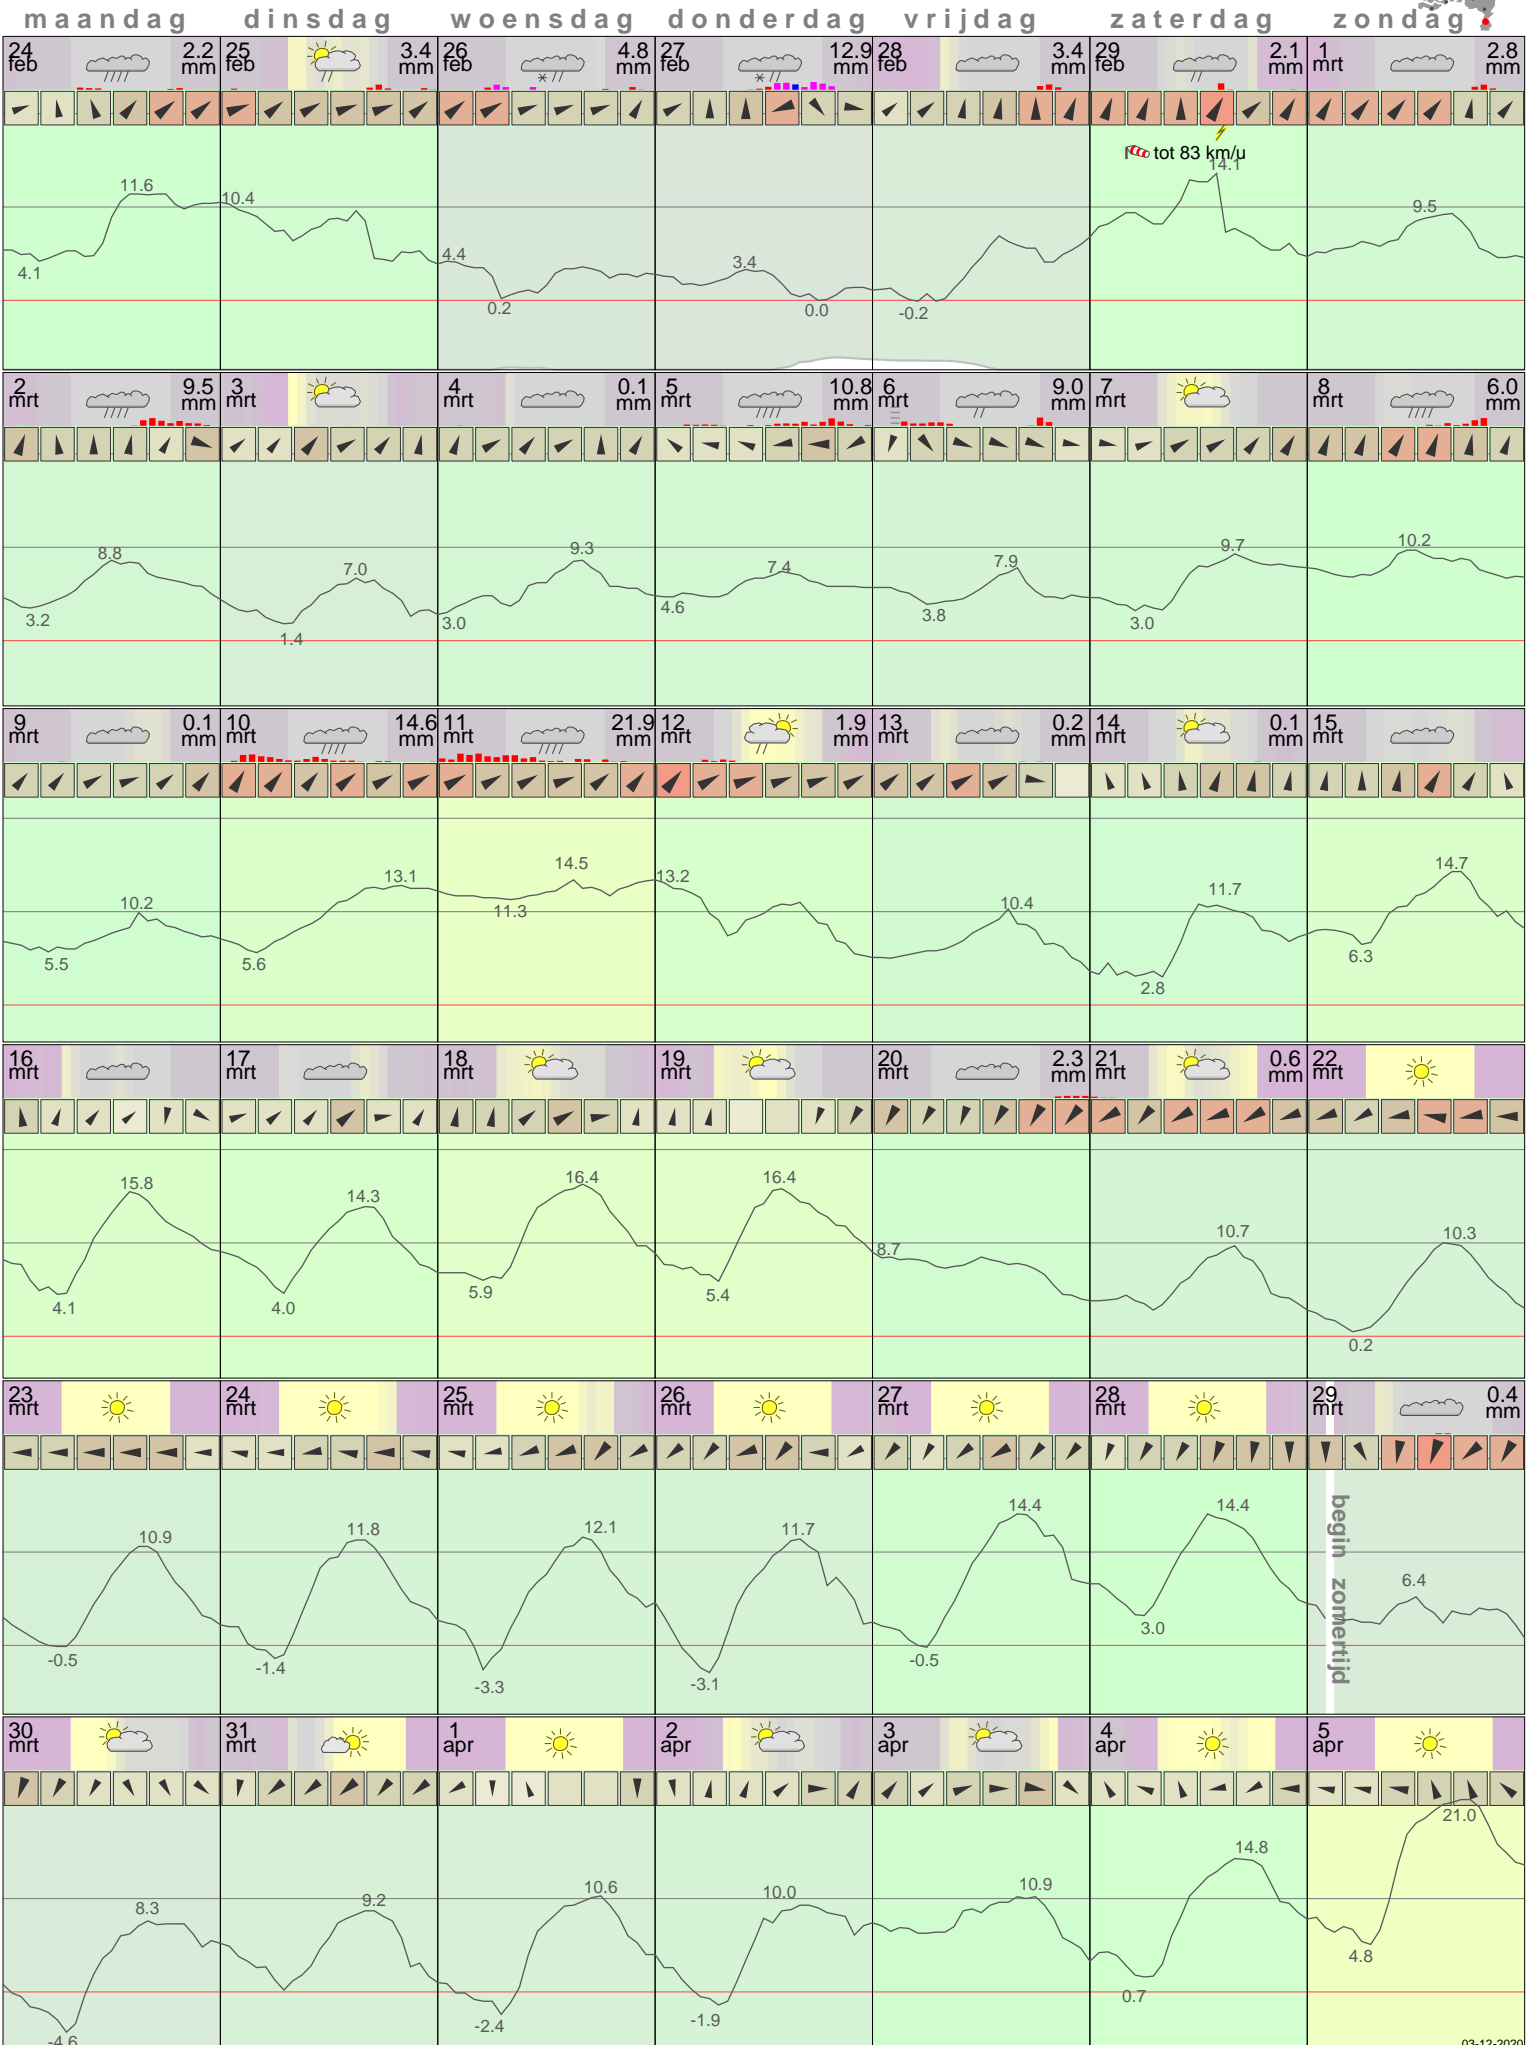 maandag dinsdag woensdag donderdag vrijdag zaterdag zondag
24 feb 2.2 mm 25 feb 3.4 mm 26 feb 4.8 mm 27 feb 12.9 mm 28 feb 3.4 mm 29 feb 2.1 mm 1 mrt 2.8 mm
tot 83 km/u
14.1
11.6 10.4 9.5
4.4 3.4
4.1 0.2 0.0 -0.2
2 mrt 9.5 mm 3 mrt 4 mrt 0.1 mm 5 mrt 10.8 mm 6 mrt 9.0 mm 7 mrt 8 mrt 6.0 mm
8.8 7.0 9.3 7.4 7.9 9.7 10.2
3.2 1.4 3.0 4.6 3.8 3.0
9 mrt 0.1 mm 10 mrt 14.6 mm 11 mrt 21.9 mm 12 mrt 1.9 mm 13 mrt 0.2 mm 14 mrt 0.1 mm 15 mrt
10.2 13.1 14.5 13.2 10.4 11.7 14.7
5.5 5.6 11.3 2.8 6.3
16 mrt 17 mrt 18 mrt 19 mrt 20 mrt 2.3 mm 21 mrt 0.6 mm 22 mrt
15.8 14.3 16.4 16.4 8.7 10.7 10.3
4.1 4.0 5.9 5.4 0.2
23 mrt 24 mrt 25 mrt 26 mrt 27 mrt 28 mrt 29 mrt 0.4 mm
10.9 11.8 12.1 11.7 14.4 14.4 6.4
-0.5 -1.4 -3.3 -3.1 -0.5 3.0
begin zomertijd
30 mrt 31 mrt 1 apr 2 apr 3 apr 4 apr 5 apr
8.3 9.2 10.6 10.0 10.9 14.8 21.0
-4.6 -2.4 -1.9 0.7 4.8
03-12-2020